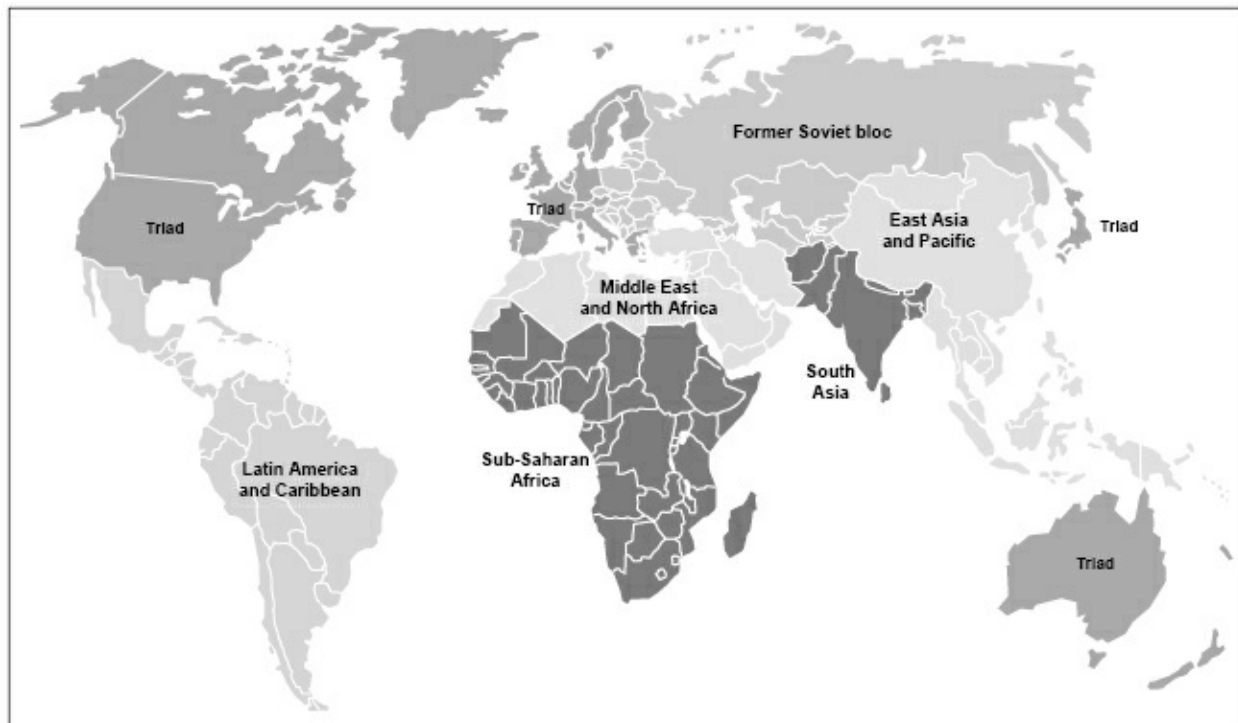 Former Soviet bloc
Triad
Triad
East Asia
and Pacific
Triad
Middle East
and North Africa
South
Asia
Sub-Saharan
Africa
Latin America
and Caribbean
Triad